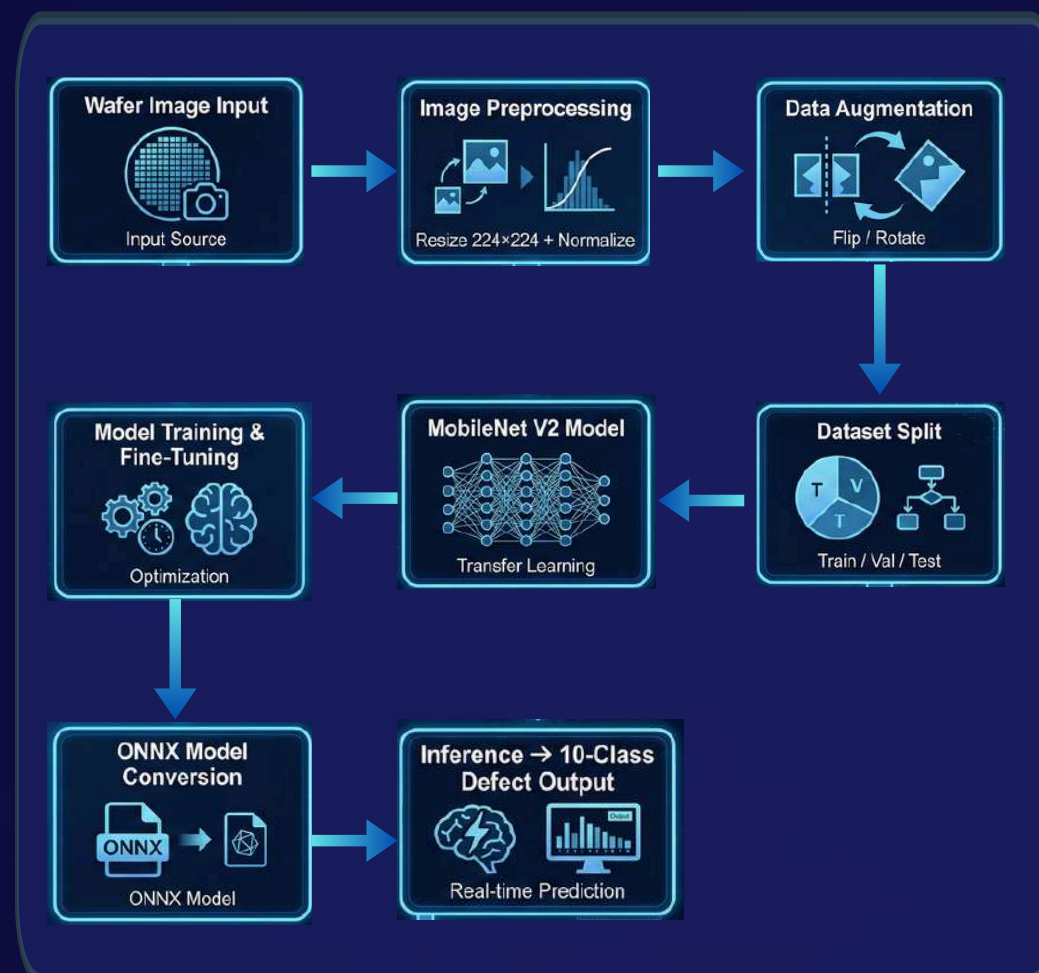 Wafer Image Input
Input Source
Image Preprocessing
Resize 224×224 + Normalize
Data Augmentation
Flip / Rotate
Dataset Split
T
V
T
Train / Val / Test
MobileNet V2 Model
Transfer Learning
Model Training &
Fine-Tuning
Optimization
ONNX Model
Conversion
ONNX
ONNX Model
Inference → 10-Class
Defect Output
Output
Real-time Prediction